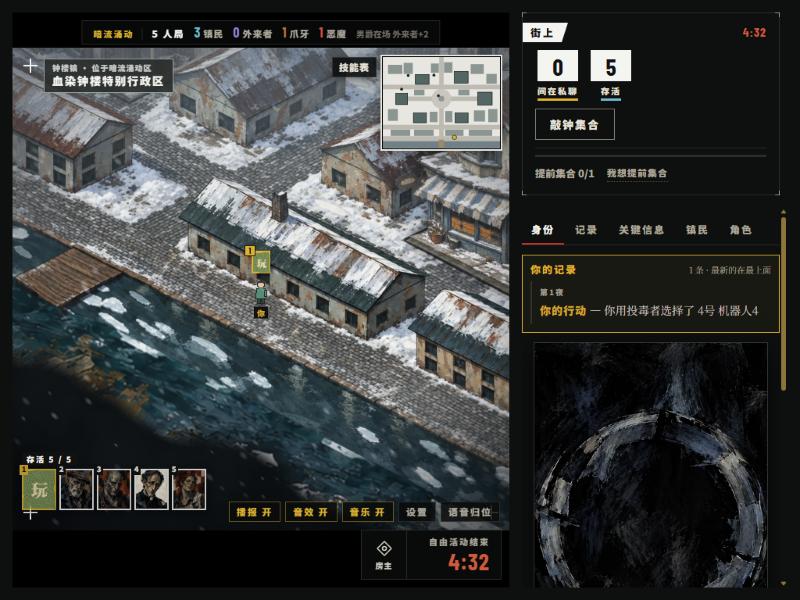 暗流涌动 5 人局 3 镇民 0 外来者 1 爪牙 1 恶魔 男爵在场 外来者+2
钟楼镇 · 位于暗流涌动区
血染钟楼特别行政区
技能表
1
玩
你
存活 5 / 5
1 2 3 4 5
玩
播报 开 音效 开 音乐 开 设置 语音归位
房主
自由活动结束
4:32
街上
4:32
0 5
间在私聊 存活
敲钟集合
提前集合 0/1 我想提前集合
身份 记录 关键信息 镇民 角色
你的记录 1 条 · 最新的在最上面
第 1 夜
你的行动 — 你用投毒者选择了 4号 机器人4